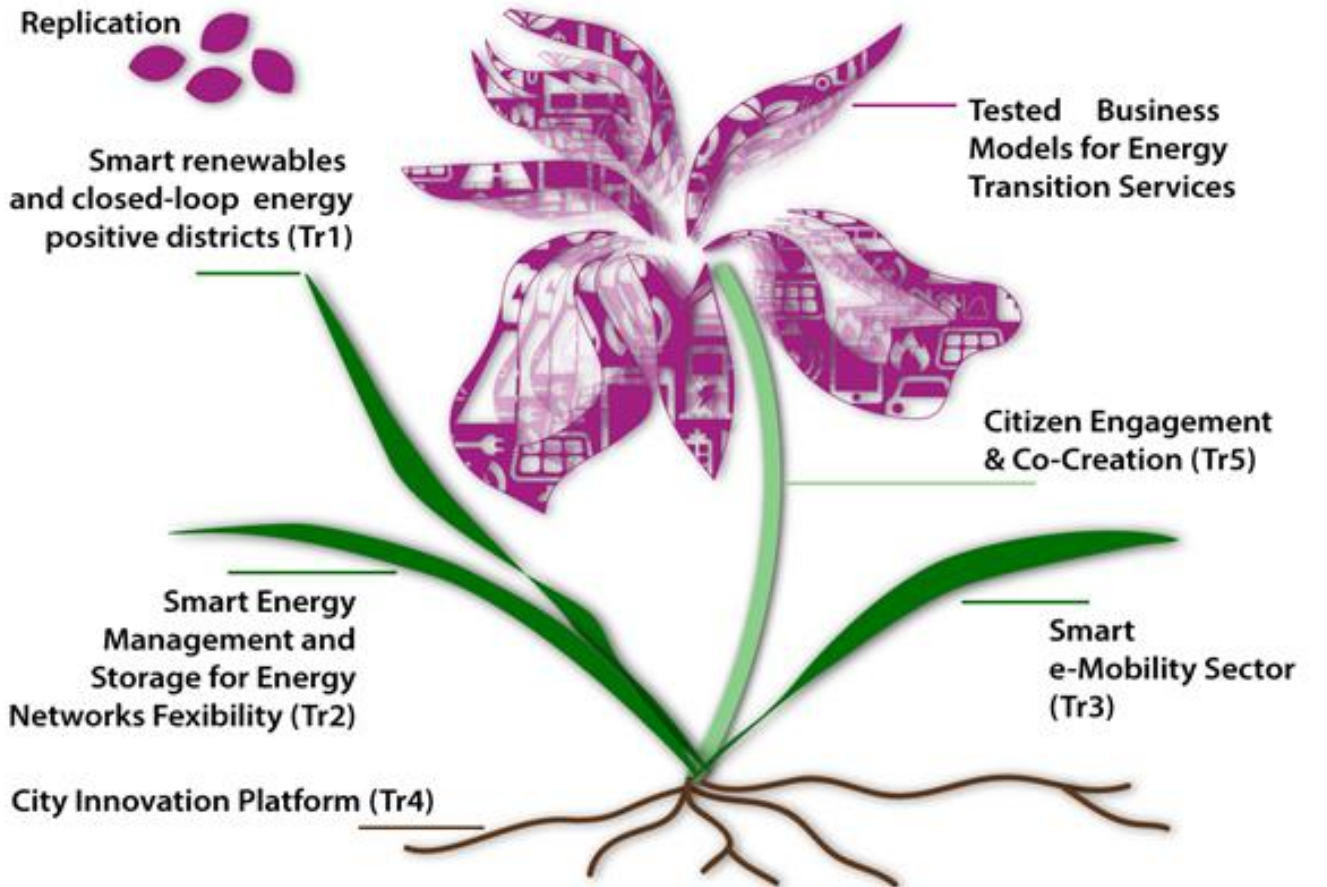 Replication
Smart renewables
and closed-loop energy
positive districts (Tr1)
Tested Business
Models for Energy
Transition Services
Citizen Engagement
& Co-Creation (Tr5)
Smart Energy
Management and
Storage for Energy
Networks Fexibility (Tr2)
Smart
e-Mobility Sector
(Tr3)
City Innovation Platform (Tr4)